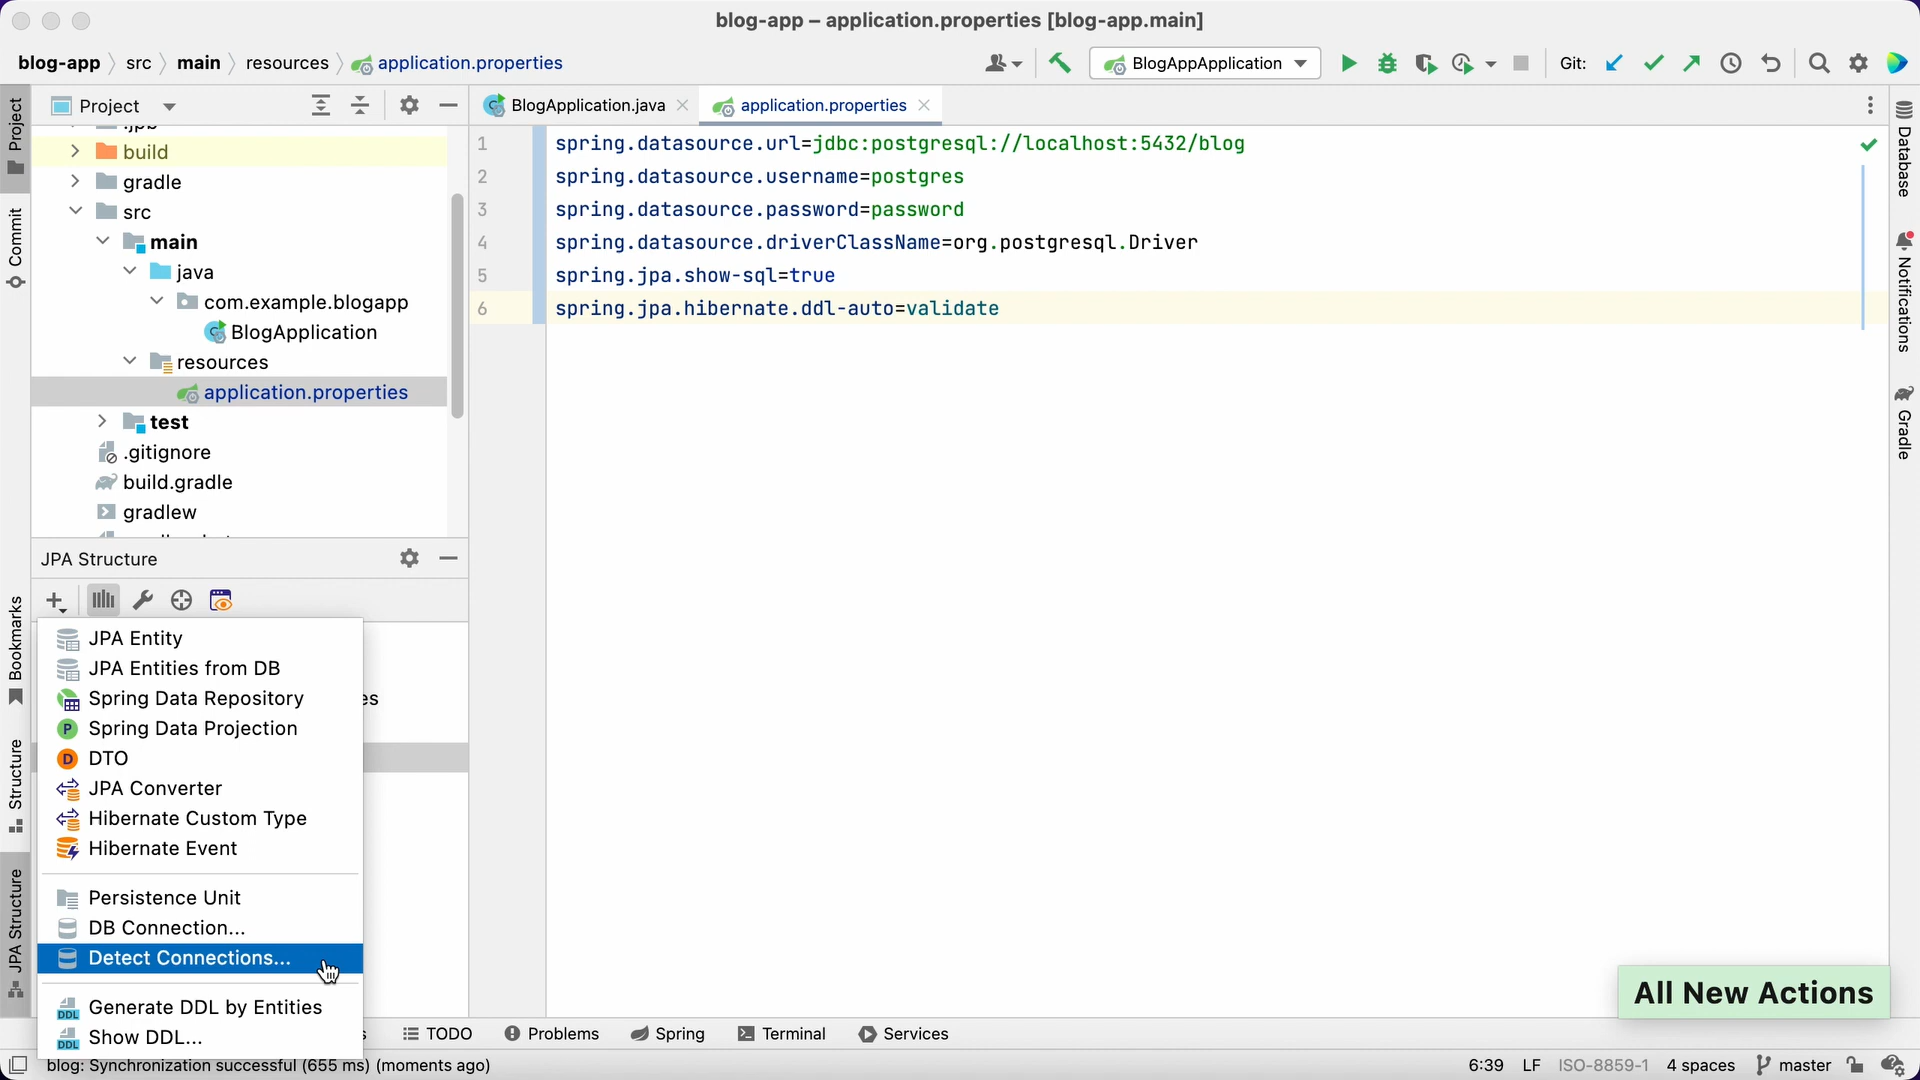 blog-app – application.properties [blog-app.main]
blog-app src main resources application.properties
BlogAppApplication
Git:
Project
BlogApplication.java
application.properties
Project
Commit
Bookmarks
Structure
JPA Structure
build
gradle
src
main
java
com.example.blogapp
BlogApplication
resources
application.properties
test
.gitignore
build.gradle
gradlew
1 spring.datasource.url=jdbc:postgresql://localhost:5432/blog
2 spring.datasource.username=postgres
3 spring.datasource.password=password
4 spring.datasource.driverClassName=org.postgresql.Driver
5 spring.jpa.show-sql=true
6 spring.jpa.hibernate.ddl-auto=validate
Database
Notifications
Gradle
JPA Structure
JPA Entity
JPA Entities from DB
Spring Data Repository
es
Spring Data Projection
P
DTO
D
JPA Converter
Hibernate Custom Type
Hibernate Event
Persistence Unit
DB Connection...
Detect Connections...
DDL Generate DDL by Entities
DDL Show DDL...
All New Actions
TODO Problems Spring Terminal Services
blog: Synchronization successful (655 ms) (moments ago)
6:39 LF ISO-8859-1 4 spaces master